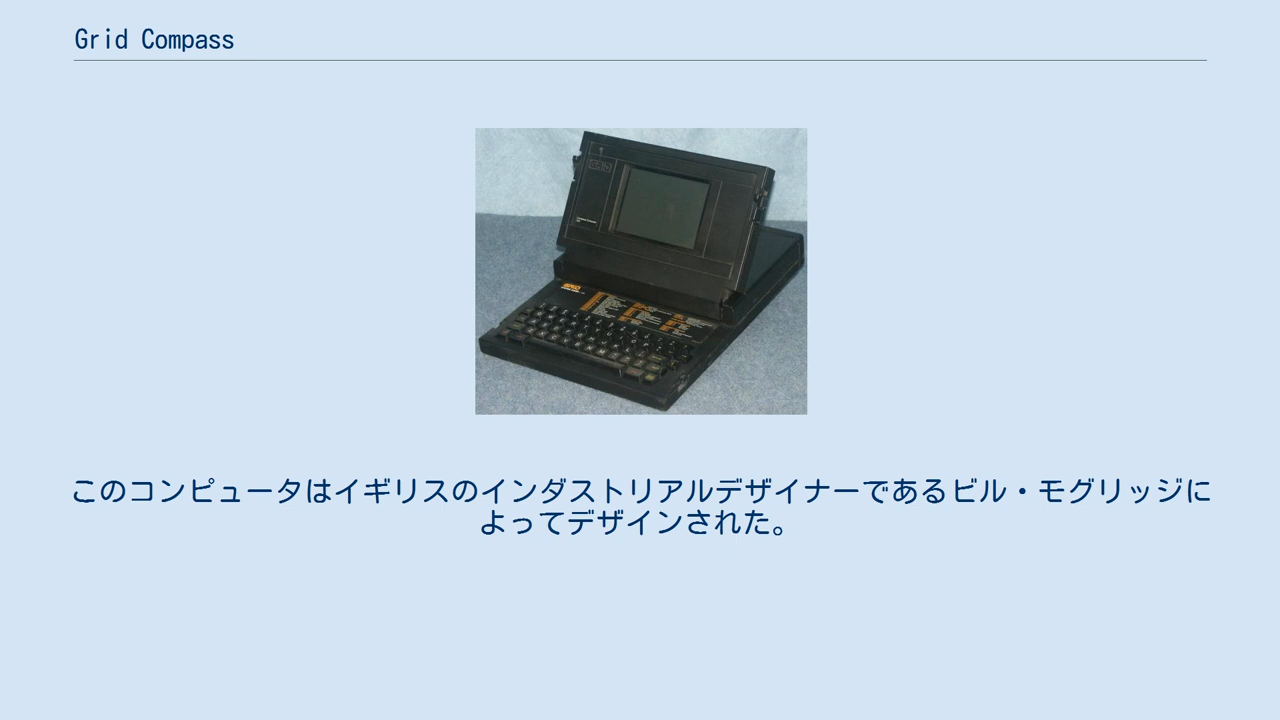 Grid Compass
このコンピュータはイギリスのインダストリアルデザイナーであるビル・モグリッジに
よってデザインされた。